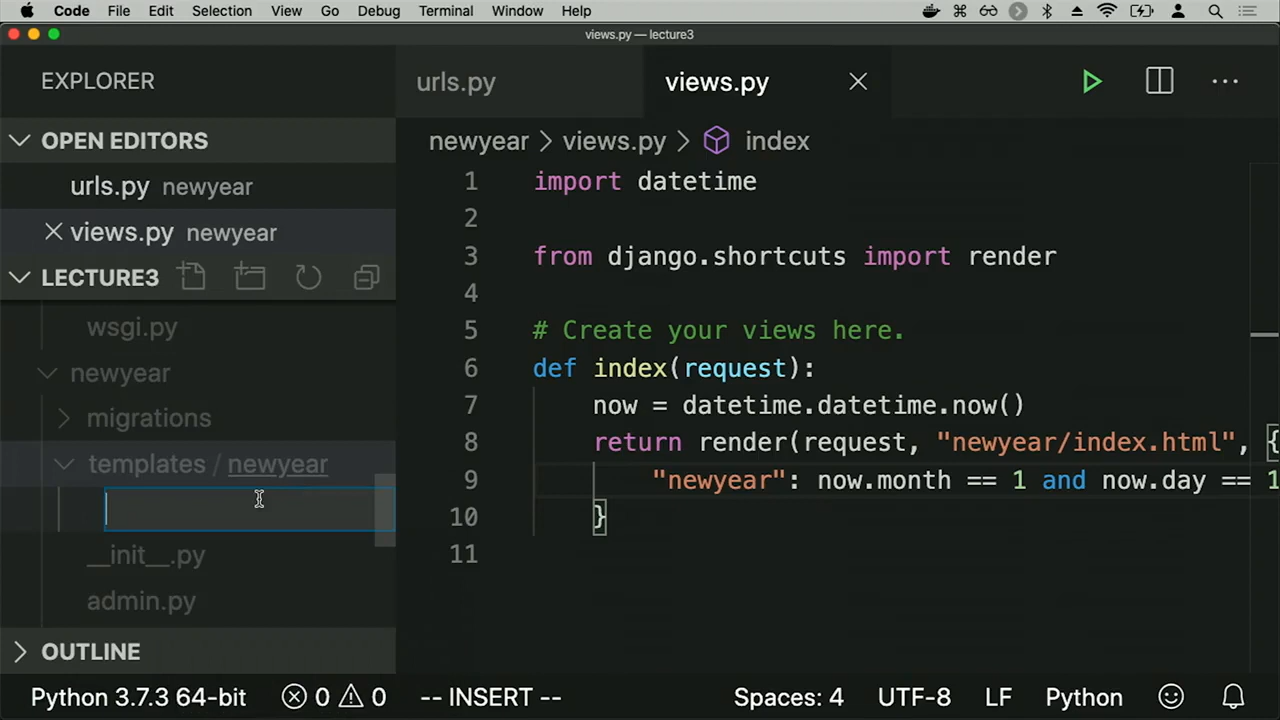 Code File Edit Selection View Go Debug Terminal Window Help
views.py — lecture3
EXPLORER
urls.py
views.py
OPEN EDITORS
newyear > views.py > index
urls.py newyear
views.py newyear
LECTURE3
wsgi.py
newyear
migrations
templates / newyear
__init__.py
admin.py
OUTLINE
1 import datetime
2
3 from django.shortcuts import render
4
5 # Create your views here.
6 def index(request):
7 now = datetime.datetime.now()
8 return render(request, "newyear/index.html", {
9 "newyear": now.month == 1 and now.day == 1
10 }
11
Python 3.7.3 64-bit 0 0 -- INSERT -- Spaces: 4 UTF-8 LF Python